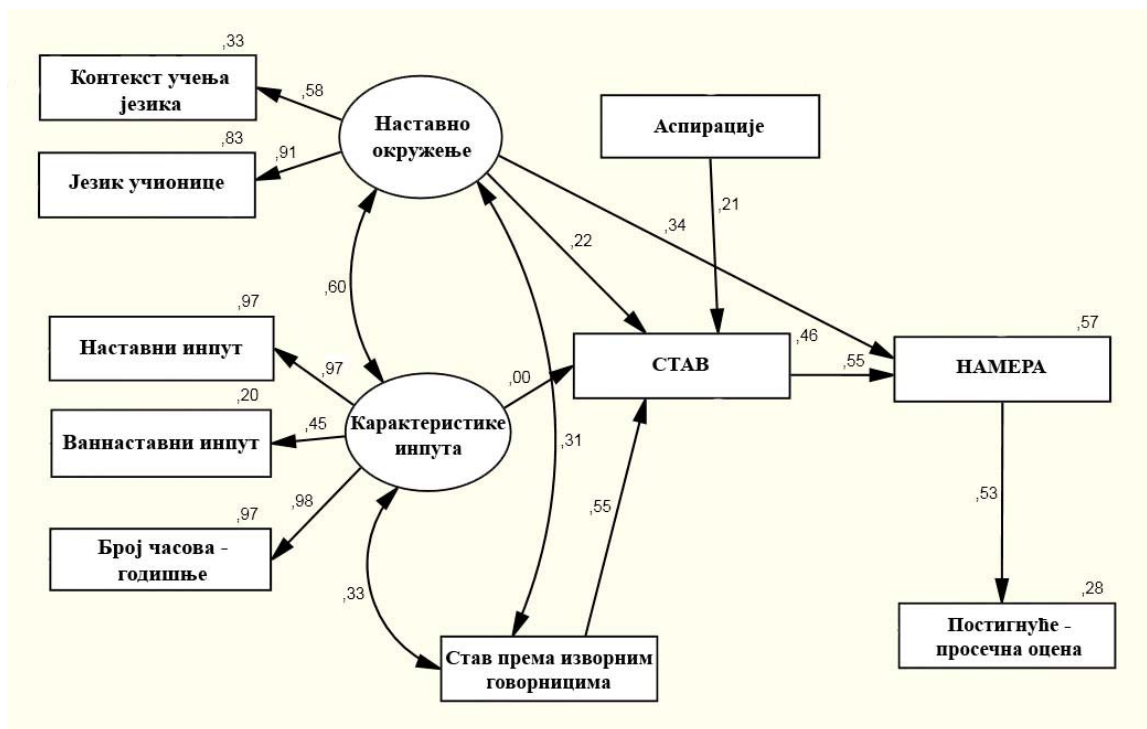 ,33
Контекст учења
језика
,58
Наставно
окружење
Аспирације
,83
,91
Језик учионице
,21
,34
,22
,60
,97
Наставни инпут
,97
,46
,57
СТАВ
,55
НАМЕРА
,00
,20
Ваннаставни инпут
,45
Карактеристике
инпута
,31
,98
,97
Број часова -
годишње
,55
,53
,33
,28
Став према изворним
говорницима
Постигнуће -
просечна оцена